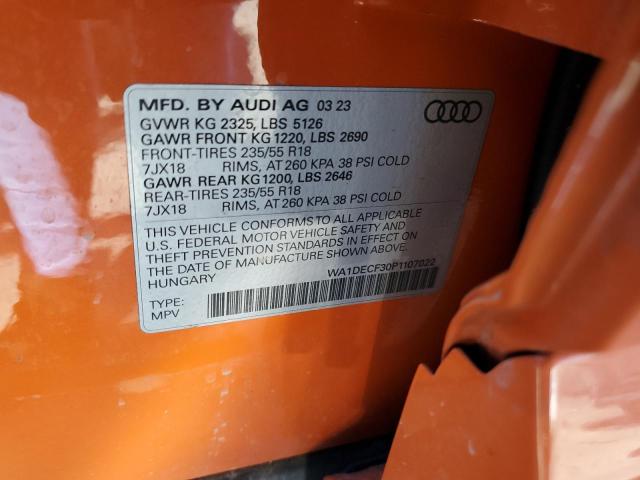 MFD. BY AUDI AG 03 23
GVWR KG 2325, LBS 5126
GAWR FRONT KG 1220, LBS 2690
FRONT-TIRES 235/55 R18
7JX18 RIMS, AT 260 KPA 38 PSI COLD
GAWR REAR KG1200, LBS 2646
REAR-TIRES 235/55 R18
7JX18 RIMS, AT 260 KPA 38 PSI COLD
THIS VEHICLE CONFORMS TO ALL APPLICABLE
U.S. FEDERAL MOTOR VEHICLE SAFETY AND
THEFT PREVENTION STANDARDS IN EFFECT ON
THE DATE OF MANUFACTURE SHOWN ABOVE.
HUNGARY
WA1DECF30P1107022
TYPE:
MPV